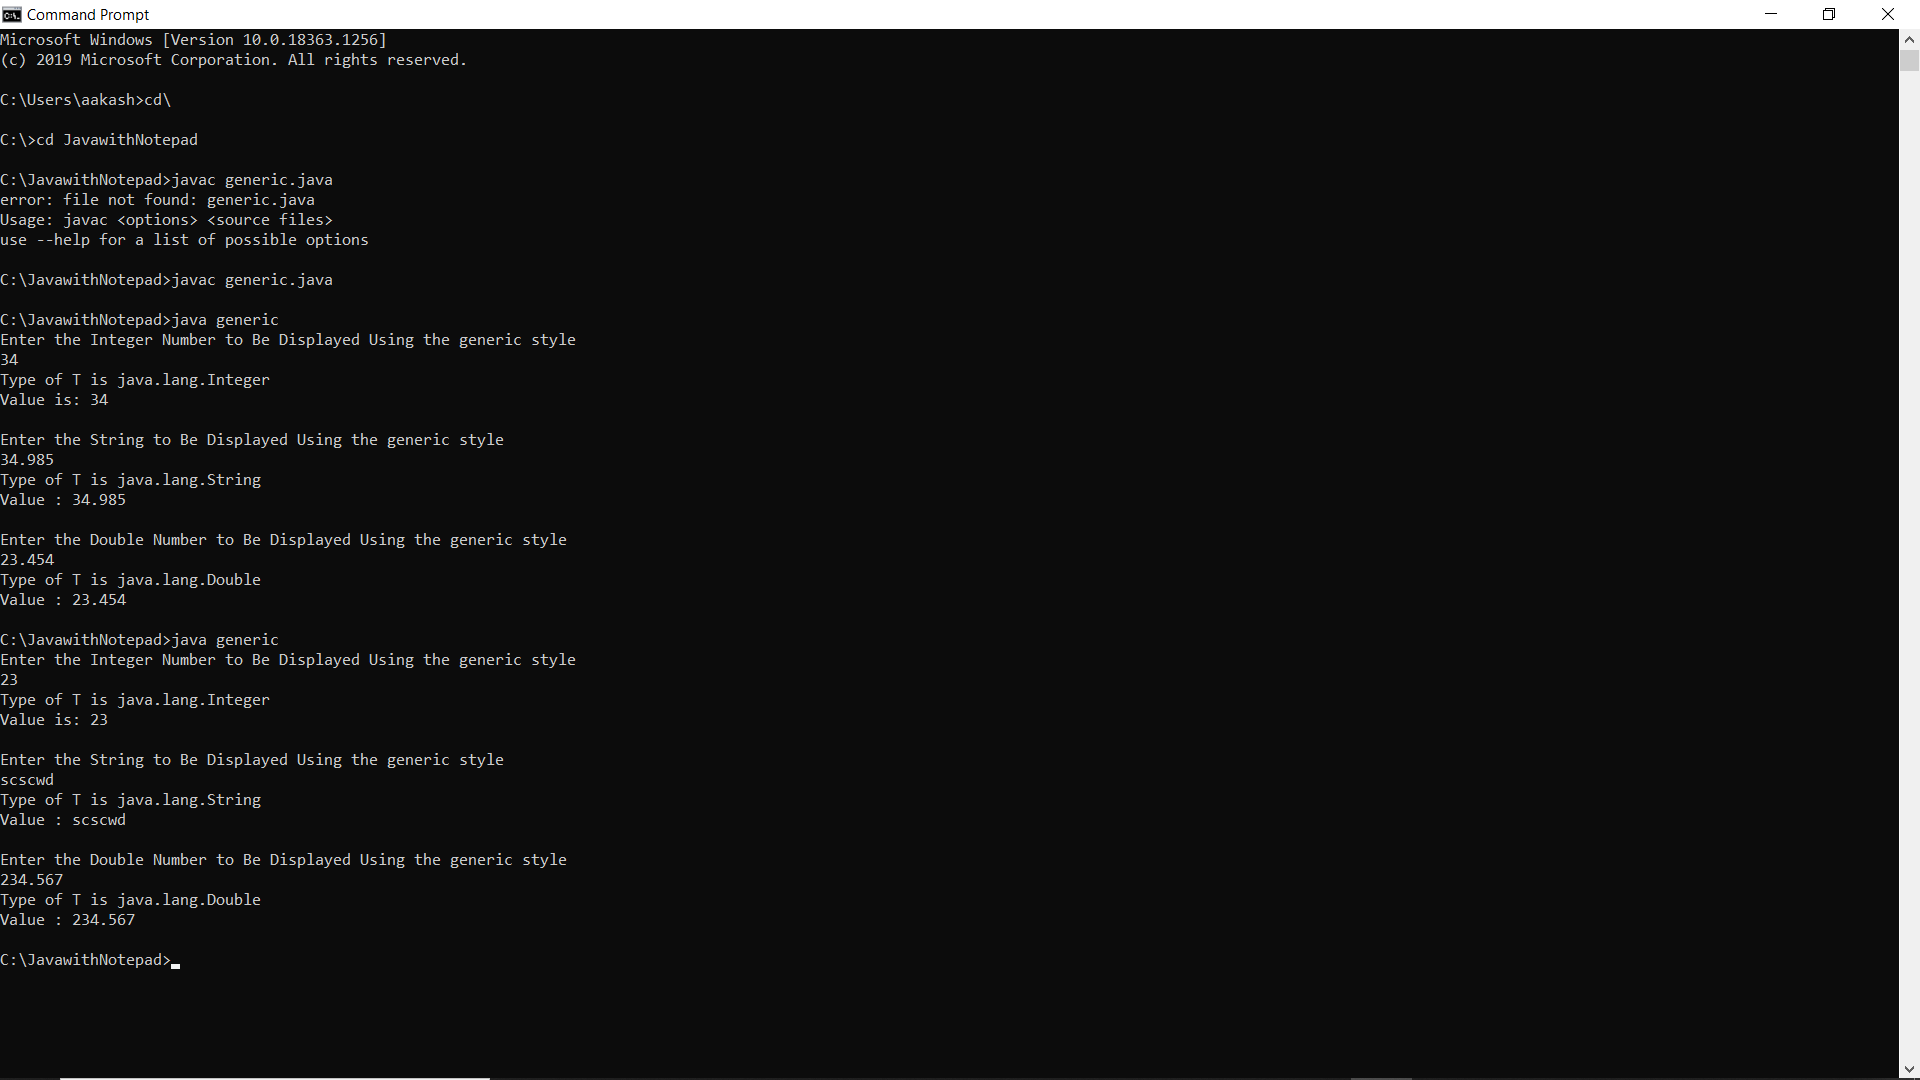 Command Prompt
Microsoft Windows [Version 10.0.18363.1256]
(c) 2019 Microsoft Corporation. All rights reserved.
C:\Users\aakash>cd\
C:\>cd JavawithNotepad
C:\JavawithNotepad>javac generic.java
error: file not found: generic.java
Usage: javac <options> <source files>
use --help for a list of possible options
C:\JavawithNotepad>javac generic.java
C:\JavawithNotepad>java generic
Enter the Integer Number to Be Displayed Using the generic style
34
Type of T is java.lang.Integer
Value is: 34
Enter the String to Be Displayed Using the generic style
34.985
Type of T is java.lang.String
Value : 34.985
Enter the Double Number to Be Displayed Using the generic style
23.454
Type of T is java.lang.Double
Value : 23.454
C:\JavawithNotepad>java generic
Enter the Integer Number to Be Displayed Using the generic style
23
Type of T is java.lang.Integer
Value is: 23
Enter the String to Be Displayed Using the generic style
scscwd
Type of T is java.lang.String
Value : scscwd
Enter the Double Number to Be Displayed Using the generic style
234.567
Type of T is java.lang.Double
Value : 234.567
C:\JavawithNotepad>